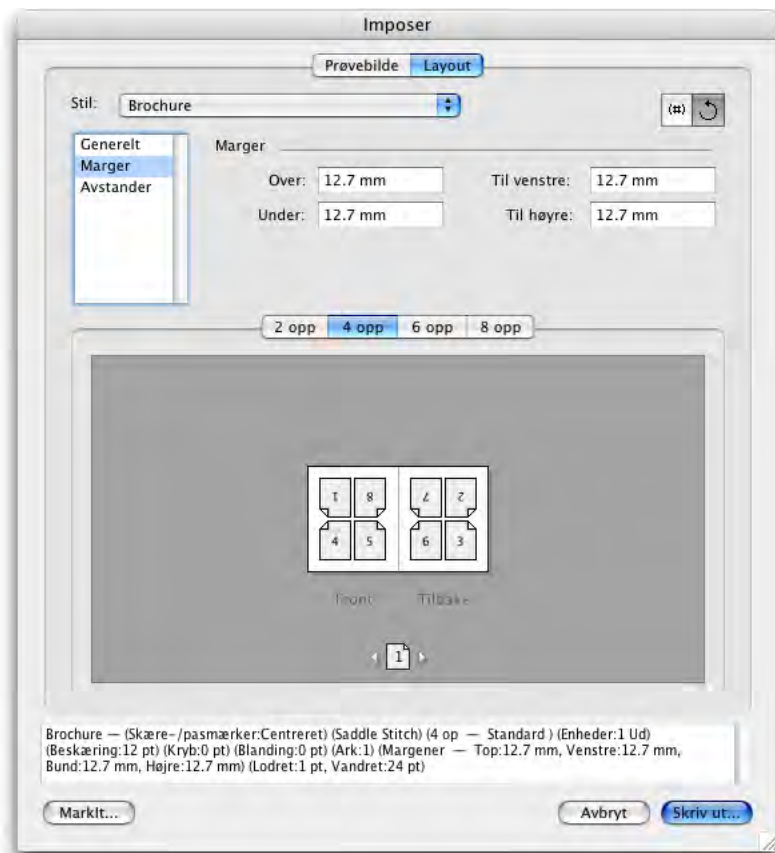 Imposer
Prøvebilde Layout
Stil: Brochure (#)
Generelt
Marger
Avstander
Marger
Over: 12.7 mm Til venstre: 12.7 mm
Under: 12.7 mm Til høyre: 12.7 mm
2 opp 4 opp 6 opp 8 opp
1 8 7 2
4 5 6 3
Front Tilbake
1
Brochure — (Skære-/pasmærker:Centreret) (Saddle Stitch) (4 op — Standard ) (Enheder:1 Ud)
(Beskæring:12 pt) (Kryb:0 pt) (Blanding:0 pt) (Ark:1) (Margener — Top:12.7 mm, Venstre:12.7 mm,
Bund:12.7 mm, Højre:12.7 mm) (Lodret:1 pt, Vandret:24 pt)
MarkIt... Avbryt Skriv ut...